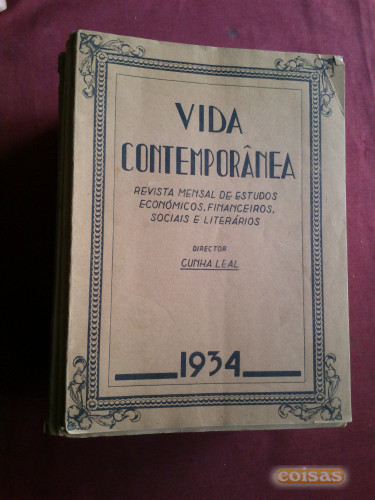 VIDA
CONTEMPORÂNEA
REVISTA MENSAL DE ESTUDOS
ECONÓMICOS, FINANCEIROS,
SOCIAIS E LITERÁRIOS
DIRECTOR
CUNHA LEAL
1934
coisas